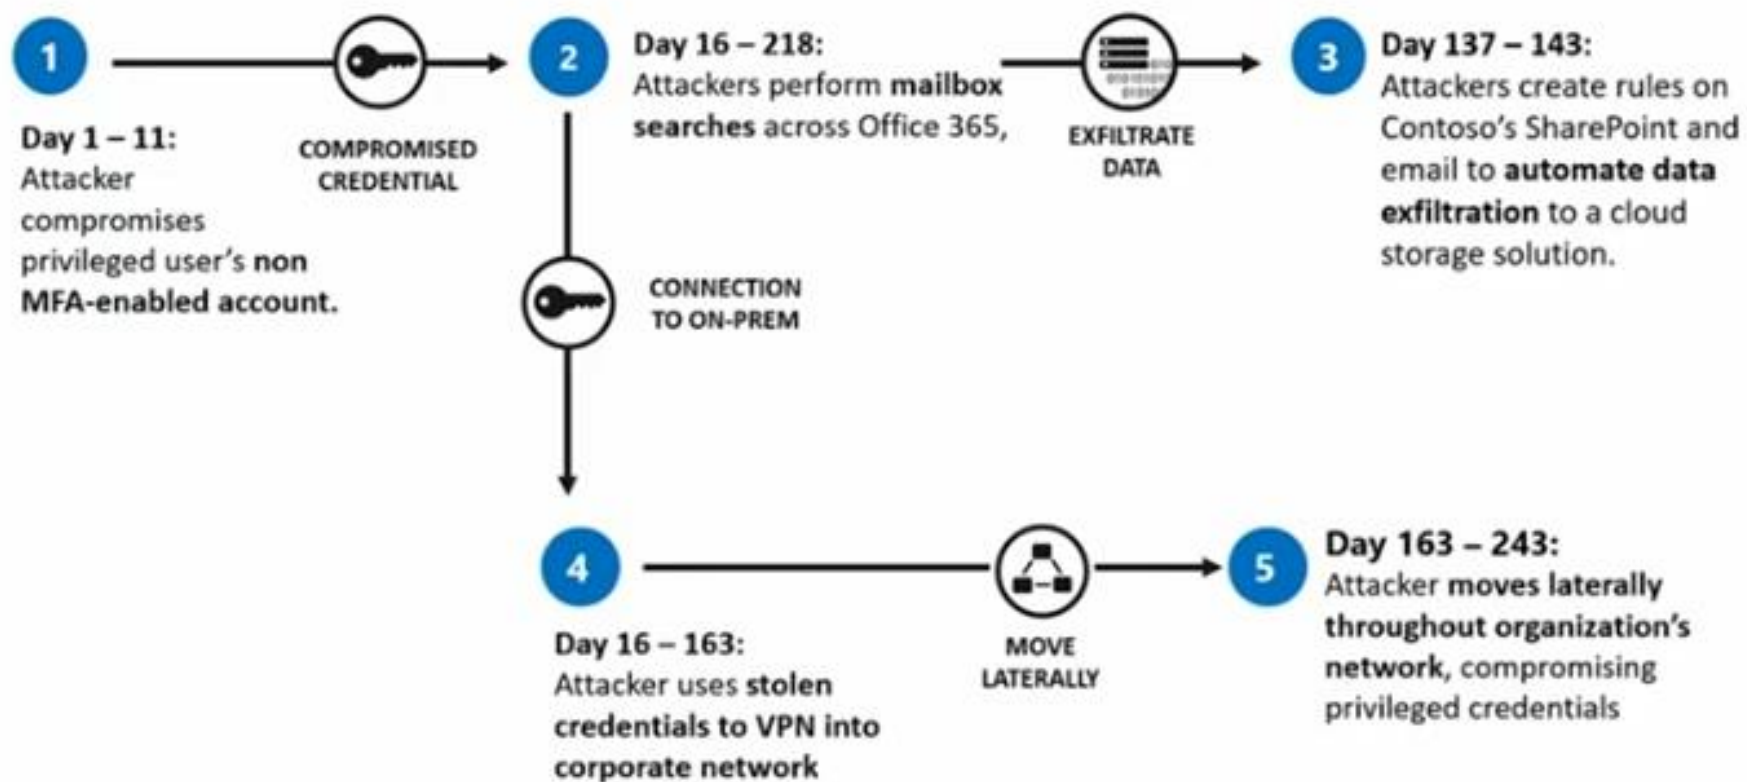 1
Day 1 – 11:
Attacker
compromises
privileged user's non
MFA-enabled account.
COMPROMISED
CREDENTIAL
2
Day 16 – 218:
Attackers perform mailbox
searches across Office 365,
EXFILTRATE
DATA
3
Day 137 – 143:
Attackers create rules on
Contoso's SharePoint and
email to automate data
exfiltration to a cloud
storage solution.
CONNECTION
TO ON-PREM
4
Day 16 – 163:
Attacker uses stolen
credentials to VPN into
corporate network
MOVE
LATERALLY
5
Day 163 – 243:
Attacker moves laterally
throughout organization's
network, compromising
privileged credentials